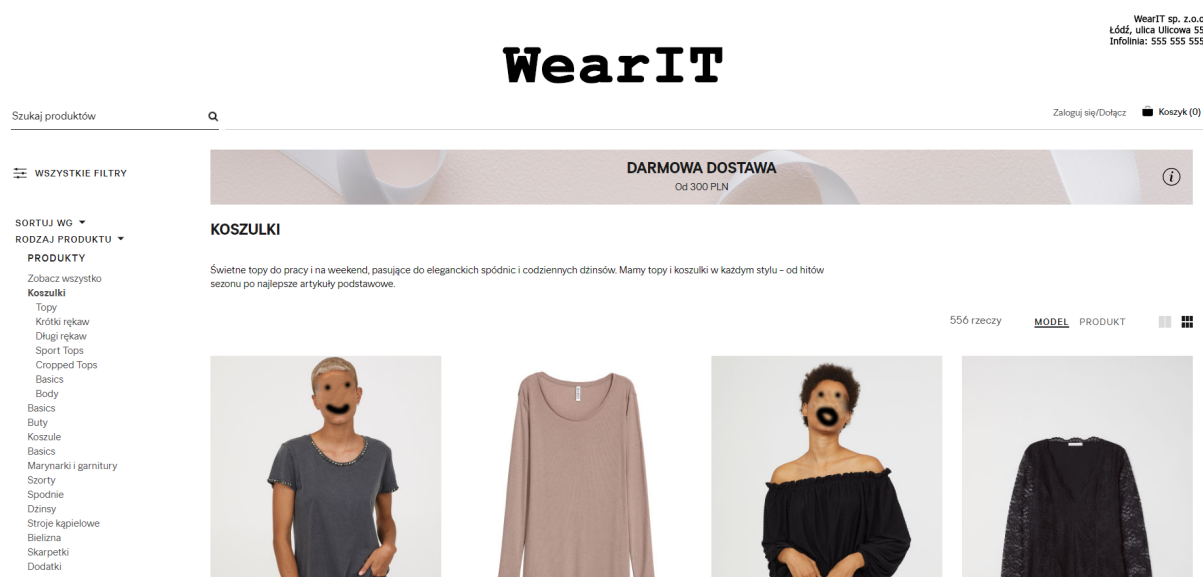 WearIT sp. z.o.o
Łódź, ulica Ulicowa 55
Infolinia: 555 555 555
WearIT
Szukaj produktów
Zaloguj się/Dołącz
Koszyk (0)
WSZYSTKIE FILTRY
DARMOWA DOSTAWA
Od 300 PLN
SORTUJ WG
RODZAJ PRODUKTU
PRODUKTY
Zobacz wszystko
Koszulki
Topy
Krótki rękaw
Długi rękaw
Sport Tops
Cropped Tops
Basics
Body
Basics
Buty
Koszule
Basics
Marynarki i garnitury
Szorty
Spodnie
Dżinsy
Stroje kąpielowe
Bielizna
Skarpetki
Dodatki
KOSZULKI
Świetne topy do pracy i na weekend, pasujące do eleganckich spódnic i codziennych dżinsów. Mamy topy i koszulki w każdym stylu – od hitów
sezonu po najlepsze artykuły podstawowe.
556 rzeczy
MODEL PRODUKT